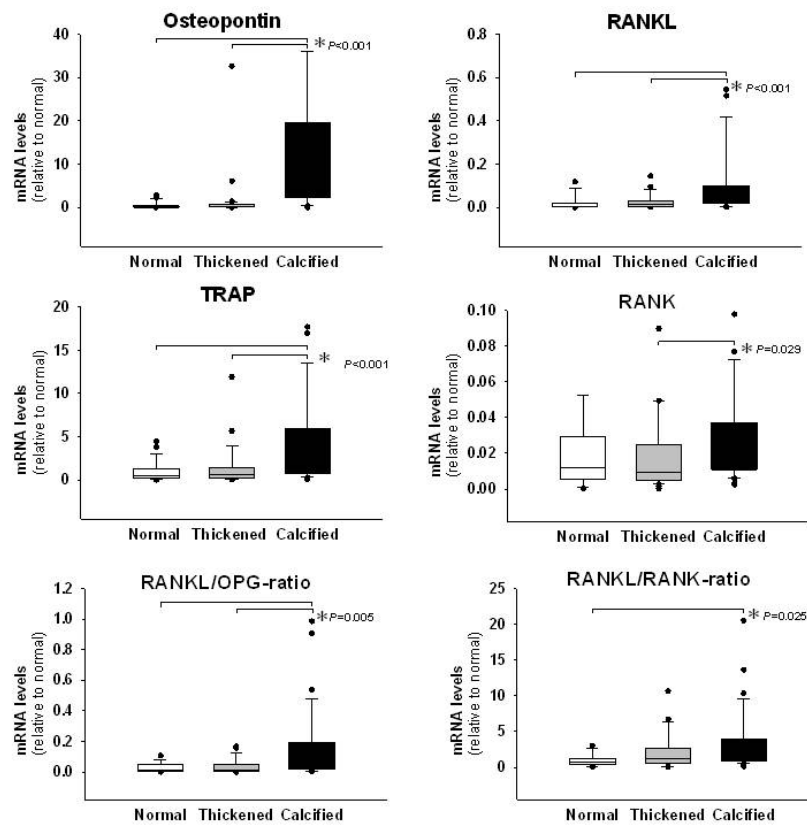 Osteopontin
mRNA levels
(relative to normal)
40
30
20
10
0
* P<0.001
Normal Thickened Calcified
RANKL
mRNA levels
(relative to normal)
0.8
0.6
0.4
0.2
0.0
* P<0.001
Normal Thickened Calcified
TRAP
mRNA levels
(relative to normal)
20
15
10
5
0
* P<0.001
Normal Thickened Calcified
RANK
mRNA levels
(relative to normal)
0.10
0.08
0.06
0.04
0.02
0.00
* P=0.029
Normal Thickened Calcified
RANKL/OPG-ratio
mRNA levels
(relative to normal)
1.2
1.0
0.8
0.6
0.4
0.2
0.0
* P=0.005
Normal Thickened Calcified
RANKL/RANK-ratio
mRNA levels
(relative to normal)
25
20
15
10
5
0
* P=0.025
Normal Thickened Calcified